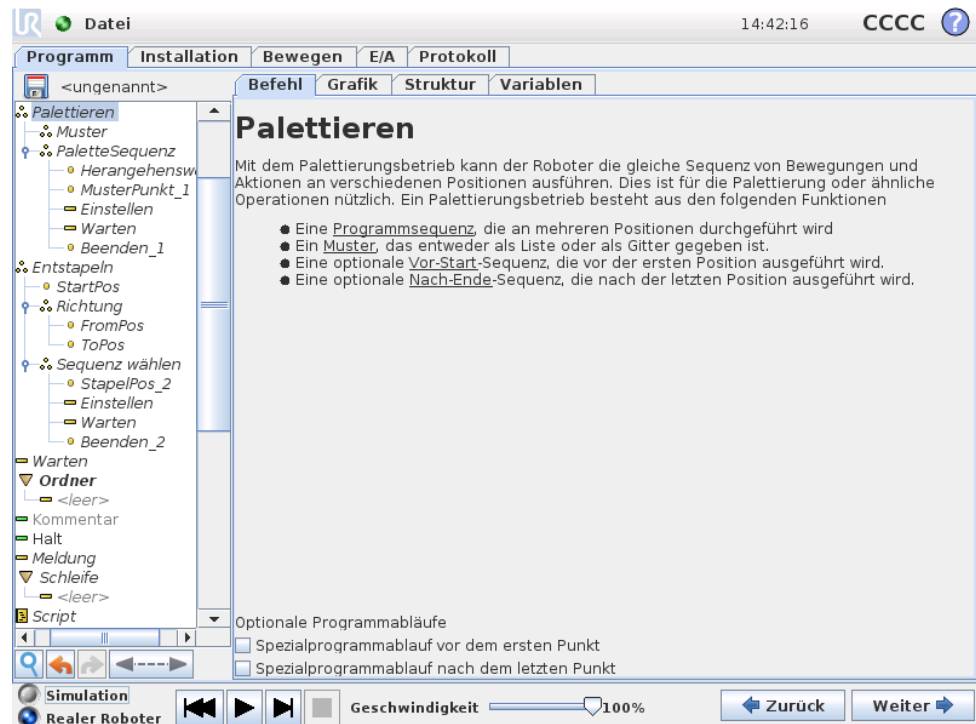 UR Datei 14:42:16 CCCC ?
Programm Installation Bewegen E/A Protokoll
<ungenannt>
Befehl Grafik Struktur Variablen
Palettieren
Muster
PaletteSequenz
Herangehensw
MusterPunkt_1
Einstellen
Warten
Beenden_1
Entstapeln
StartPos
Richtung
FromPos
ToPos
Sequenz wählen
StapelPos_2
Einstellen
Warten
Beenden_2
Warten
Ordner
<leer>
Kommentar
Halt
Meldung
Schleife
<leer>
Script
Palettieren
Mit dem Palettierungsbetrieb kann der Roboter die gleiche Sequenz von Bewegungen und
Aktionen an verschiedenen Positionen ausführen. Dies ist für die Palettierung oder ähnliche
Operationen nützlich. Ein Palettierungsbetrieb besteht aus den folgenden Funktionen
● Eine Programmsequenz, die an mehreren Positionen durchgeführt wird
● Ein Muster, das entweder als Liste oder als Gitter gegeben ist.
● Eine optionale Vor-Start-Sequenz, die vor der ersten Position ausgeführt wird.
● Eine optionale Nach-Ende-Sequenz, die nach der letzten Position ausgeführt wird.
Optionale Programmabläufe
Spezialprogrammablauf vor dem ersten Punkt
Spezialprogrammablauf nach dem letzten Punkt
Simulation
Realer Roboter
Geschwindigkeit 100%
Zurück Weiter